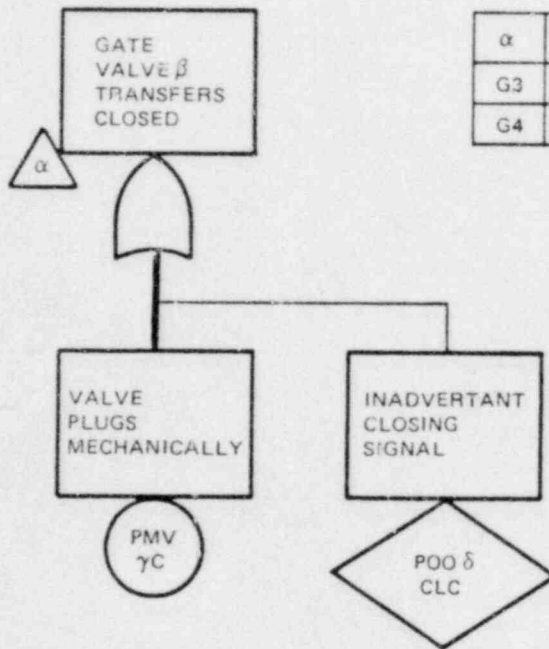 GATE
VALVE β
TRANSFERS
CLOSED
α
α
G3
G4
VALVE
PLUGS
MECHANICALLY
INADVERTANT
CLOSING
SIGNAL
PMV
γC
POO δ
CLC